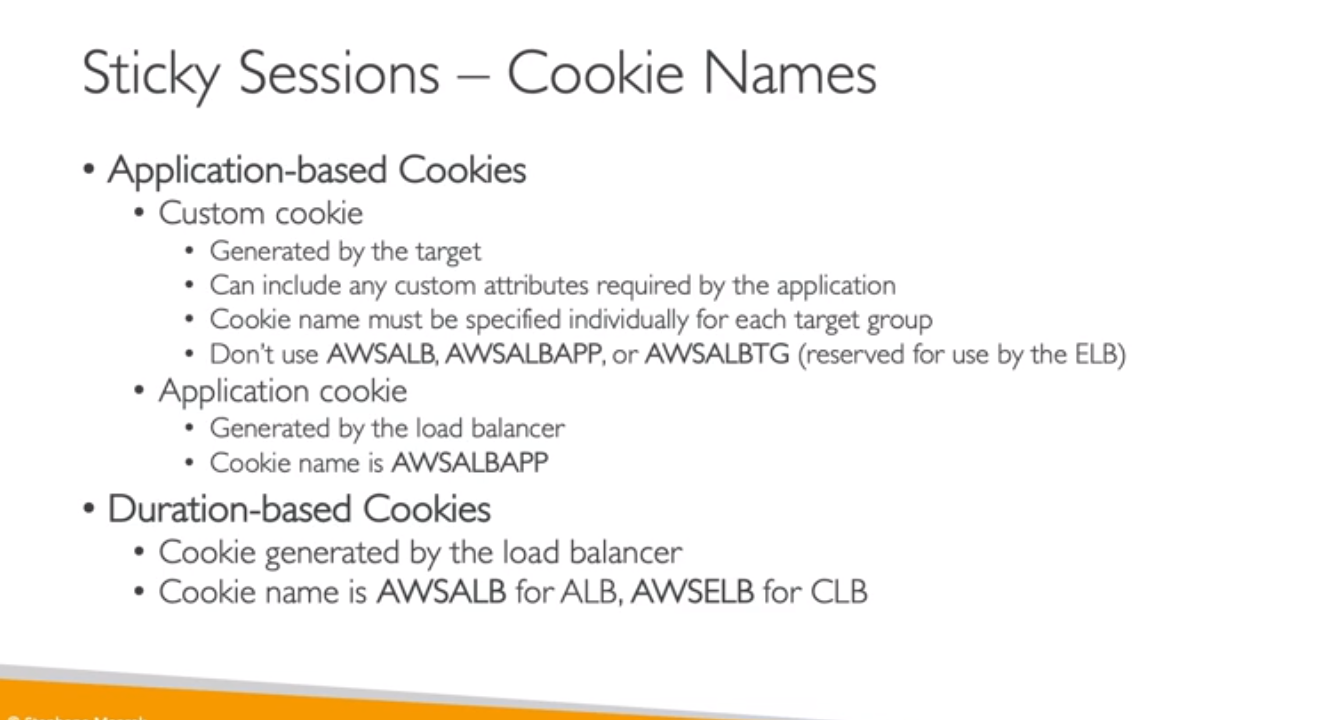 Sticky Sessions – Cookie Names
• Application-based Cookies
• Custom cookie
• Generated by the target
• Can include any custom attributes required by the application
• Cookie name must be specified individually for each target group
• Don't use AWSALB, AWSALBAPP, or AWSALBTG (reserved for use by the ELB)
• Application cookie
• Generated by the load balancer
• Cookie name is AWSALBAPP
• Duration-based Cookies
• Cookie generated by the load balancer
• Cookie name is AWSALB for ALB, AWSELB for CLB